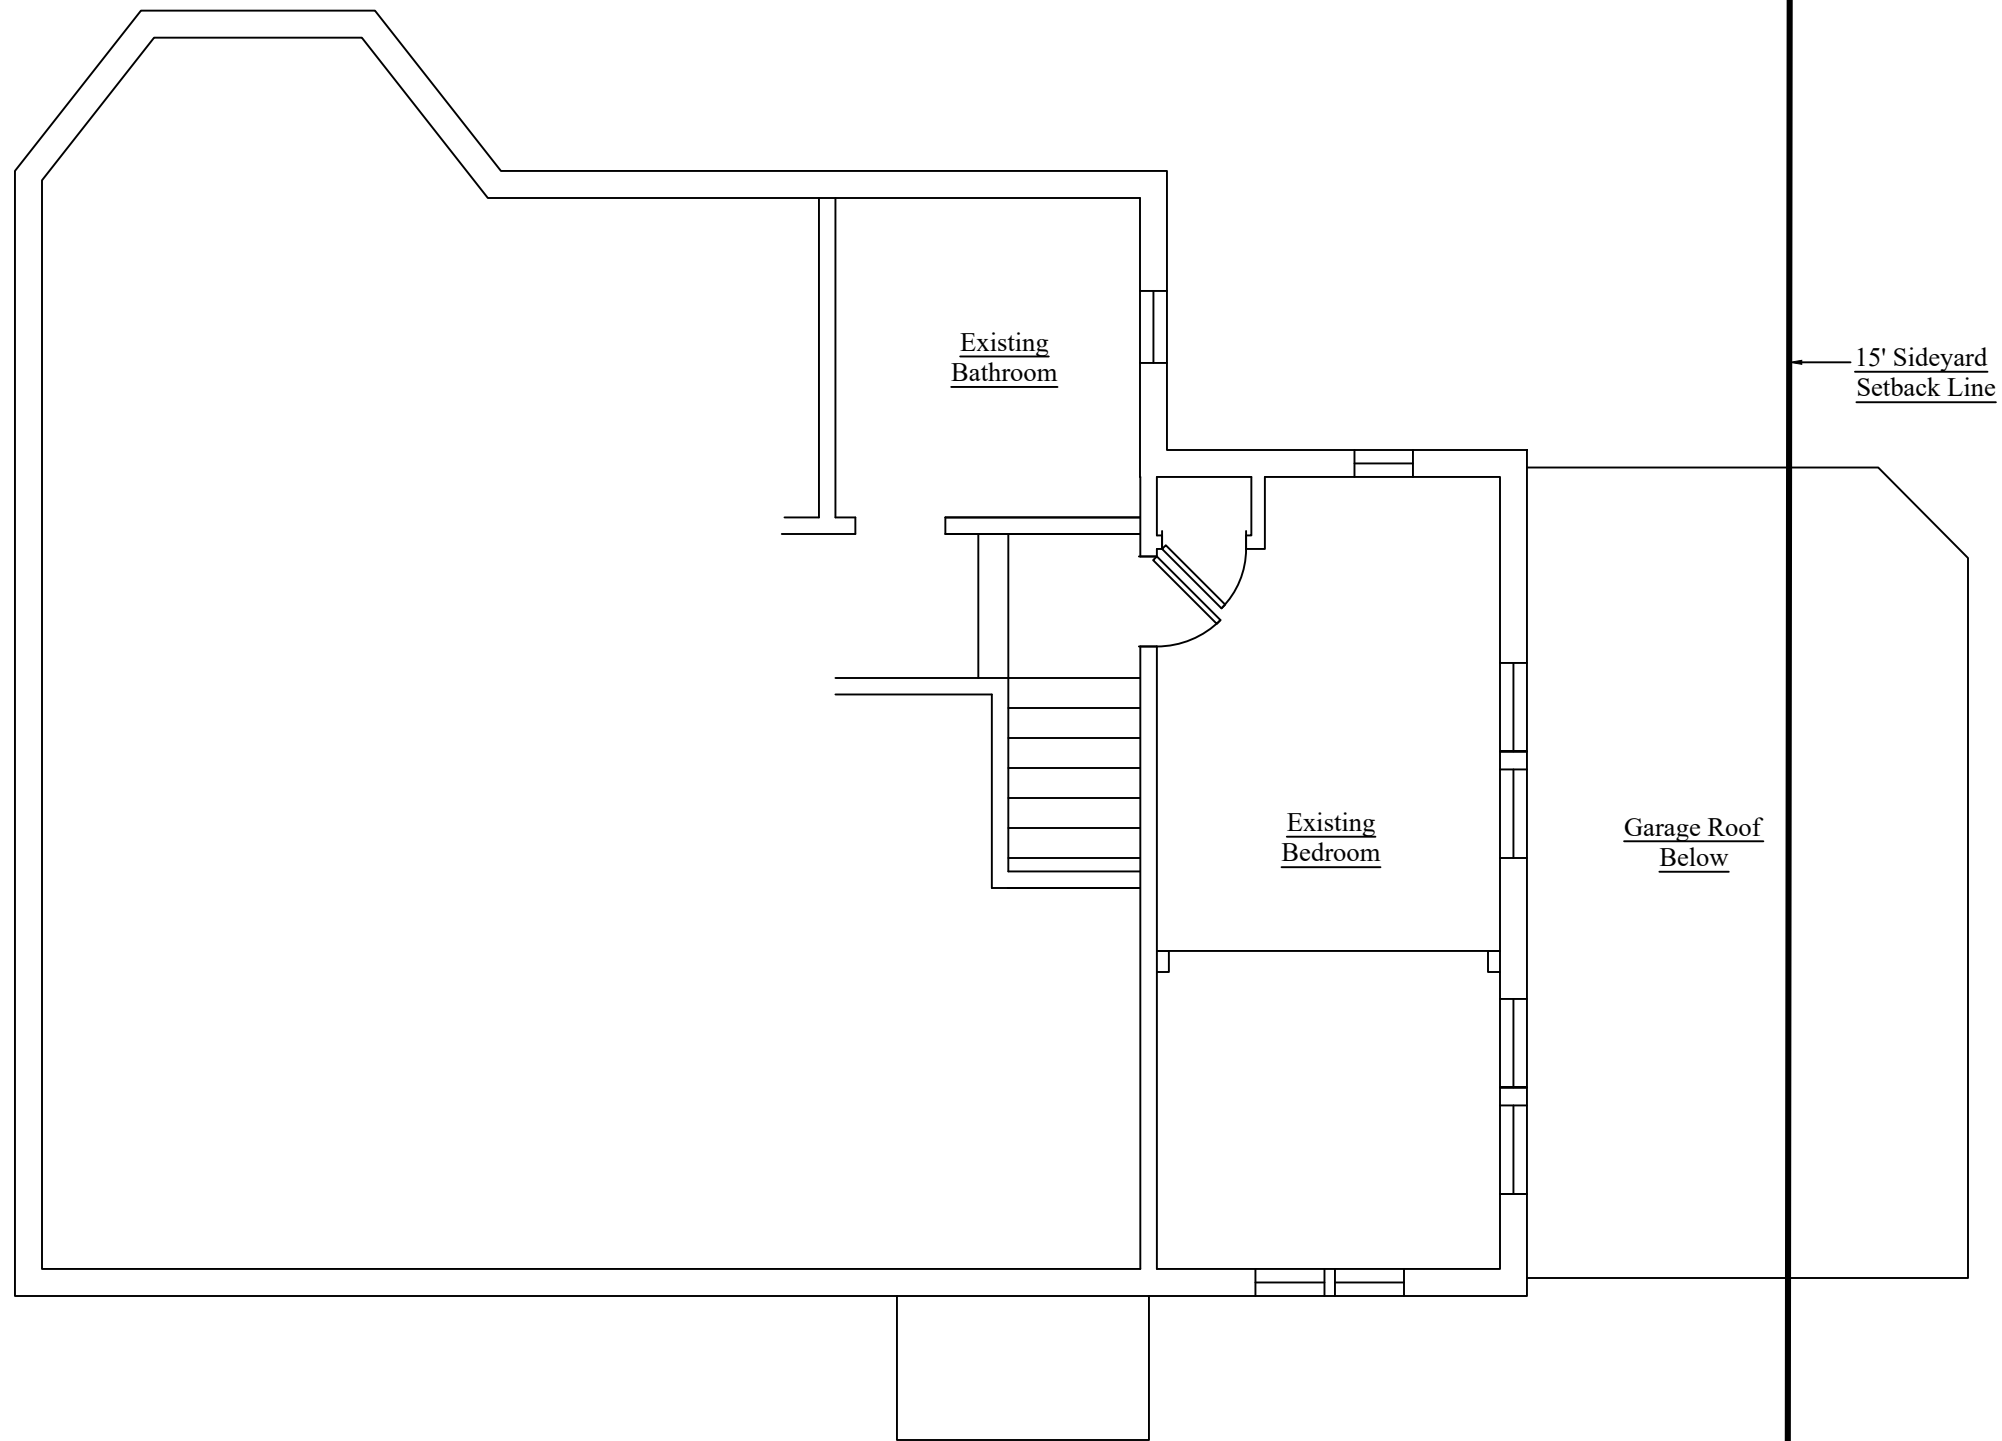 Existing
Bathroom
15' Sideyard
Setback Line
Existing
Bedroom
Garage Roof
Below